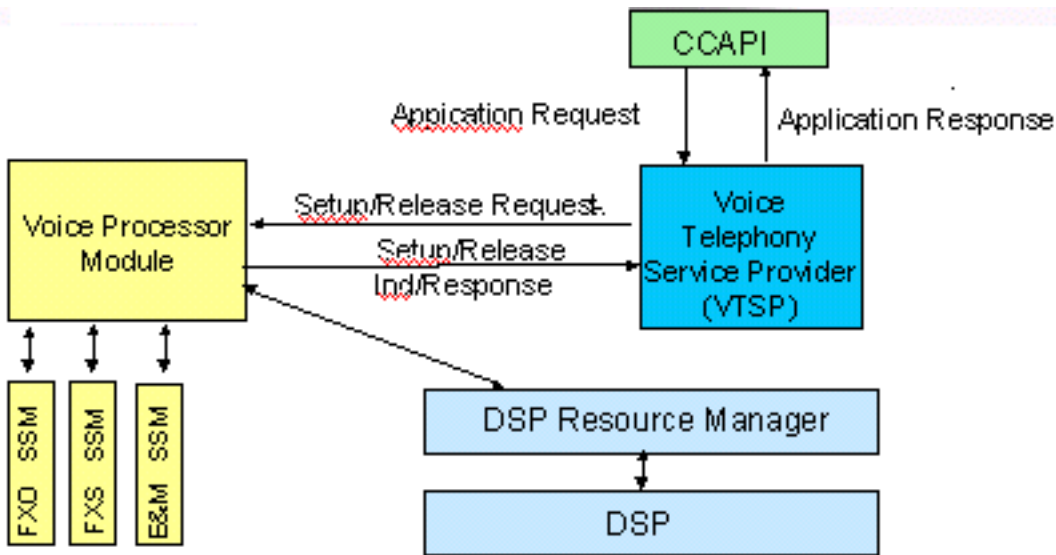 CCAPI
Appication Request
Application Response
Voice Processor
Module
Setup/Release Request.
Setup/Release
Ind/Response
Voice
Telephony
Service Provider
(VTSP)
DSP Resource Manager
DSP
FXO SSM
FXS SSM
E&M SSM